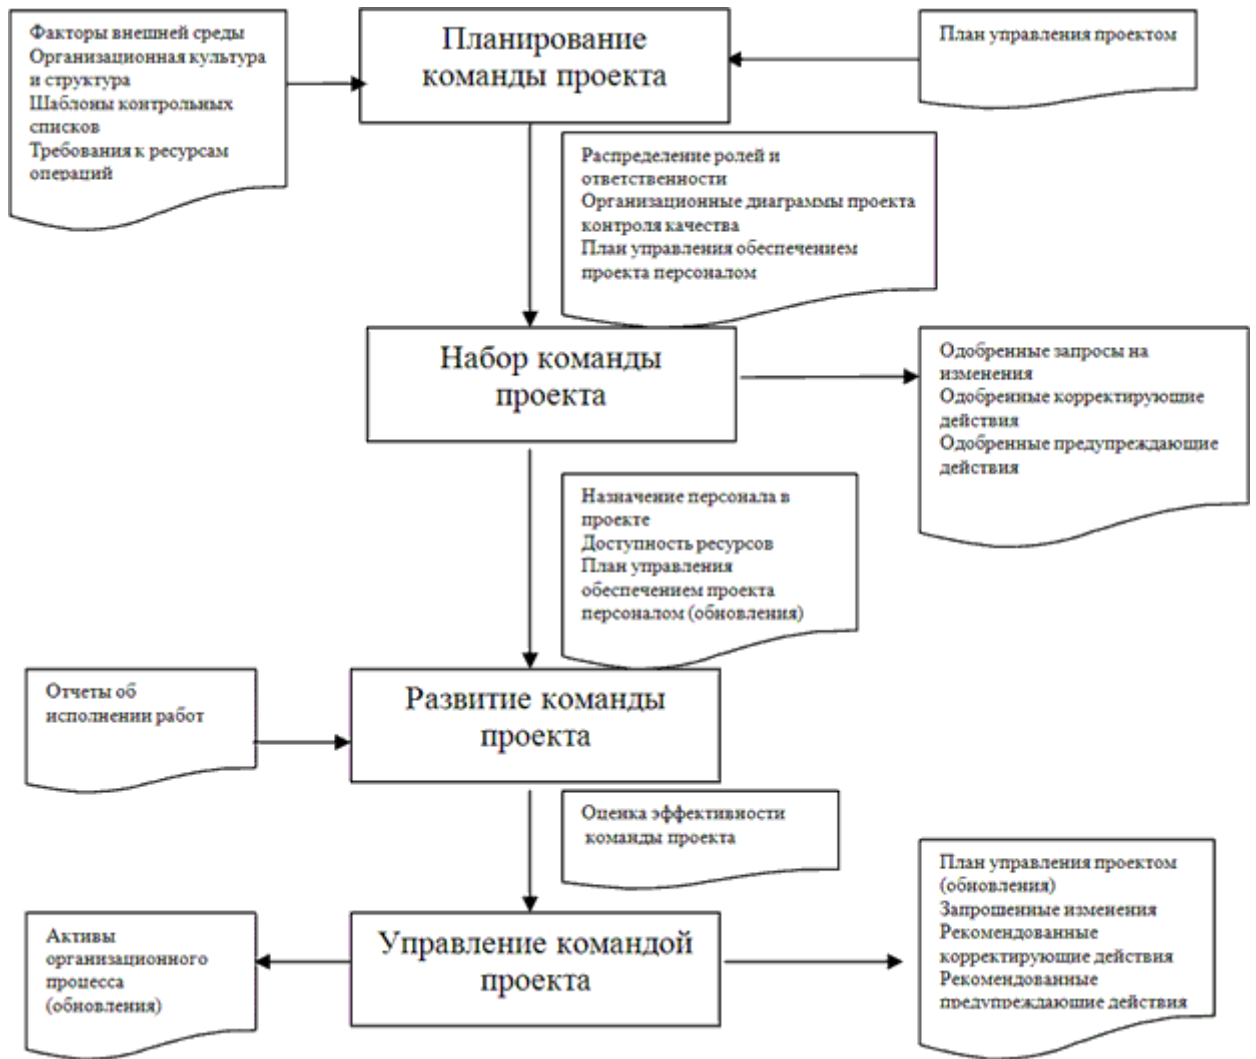 Факторы внешней среды
Организационная культура
и структура
Шаблоны контрольных
списков
Требования к ресурсам
операций
Планирование
команды проекта
План управления проектом
Распределение ролей и
ответственности
Организационные диаграммы проекта
контроля качества
План управления обеспечением
проекта персоналом
Набор команды
проекта
Одобренные запросы на
изменения
Одобренные корректирующие
действия
Одобренные предупреждающие
действия
Назначение персонала в
проекте
Доступность ресурсов
План управления
обеспечением проекта
персоналом (обновления)
Отчеты об
исполнении работ
Развитие команды
проекта
Оценка эффективности
команды проекта
Активы
организационного
процесса
(обновления)
Управление командой
проекта
План управления проектом
(обновления)
Запрошенные изменения
Рекомендованные
корректирующие действия
Рекомендованные
предупреждающие действия